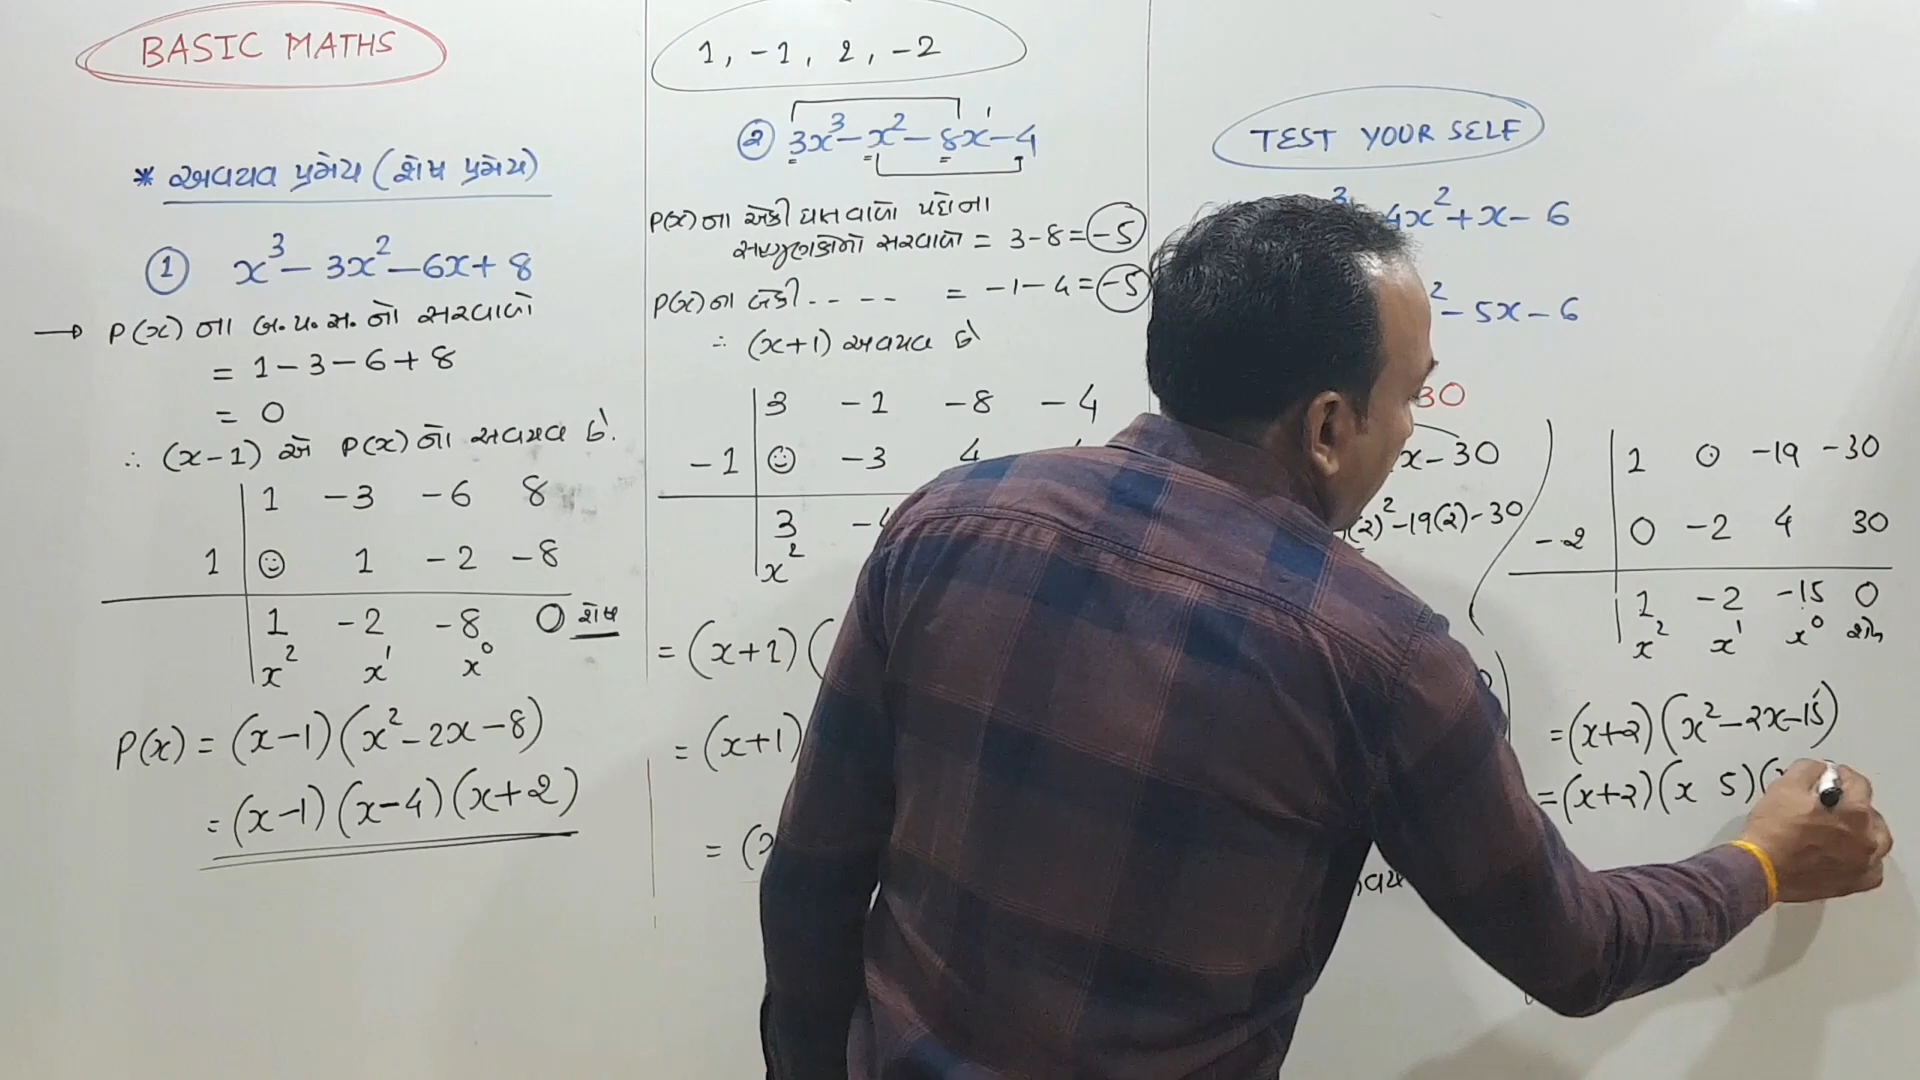 BASIC MATHS
* અવયવ પ્રમેય (શેષ પ્રમેય)
① x³ - 3x² - 6x + 8
→ P(x) ના બ.પ.સ. નો સરવાળો
= 1 - 3 - 6 + 8
= 0
∴ (x-1) એ P(x) નો અવયવ છે.
1 -3 -6 8
1 ☺ 1 -2 -8
1 -2 -8 0 શેષ
x² x¹ x⁰
P(x) = (x-1)(x²-2x-8)
= (x-1)(x-4)(x+2)
1, -1, 2, -2
② 3x³ - x² - 8x - 4
P(x) ના એકી ઘાતવાળા પદોના
સહગુણકોનો સરવાળો = 3-8 = -5
P(x) ના બેકી - - - - = -1-4 = -5
∴ (x+1) અવયવ છે
3 -1 -8 -4
-1 ☺ -3 4
3
x²
= (x+1)(
= (x+1)
= (
TEST YOUR SELF
4x² + x - 6
² - 5x - 6
30
x - 30
(2)² - 19(2) - 30
1 0 -19 -30
-2 0 -2 4 30
1 -2 -15 0
x² x¹ x⁰ શેષ
= (x+2)(x²-2x-15)
= (x+2)(x 5)(x